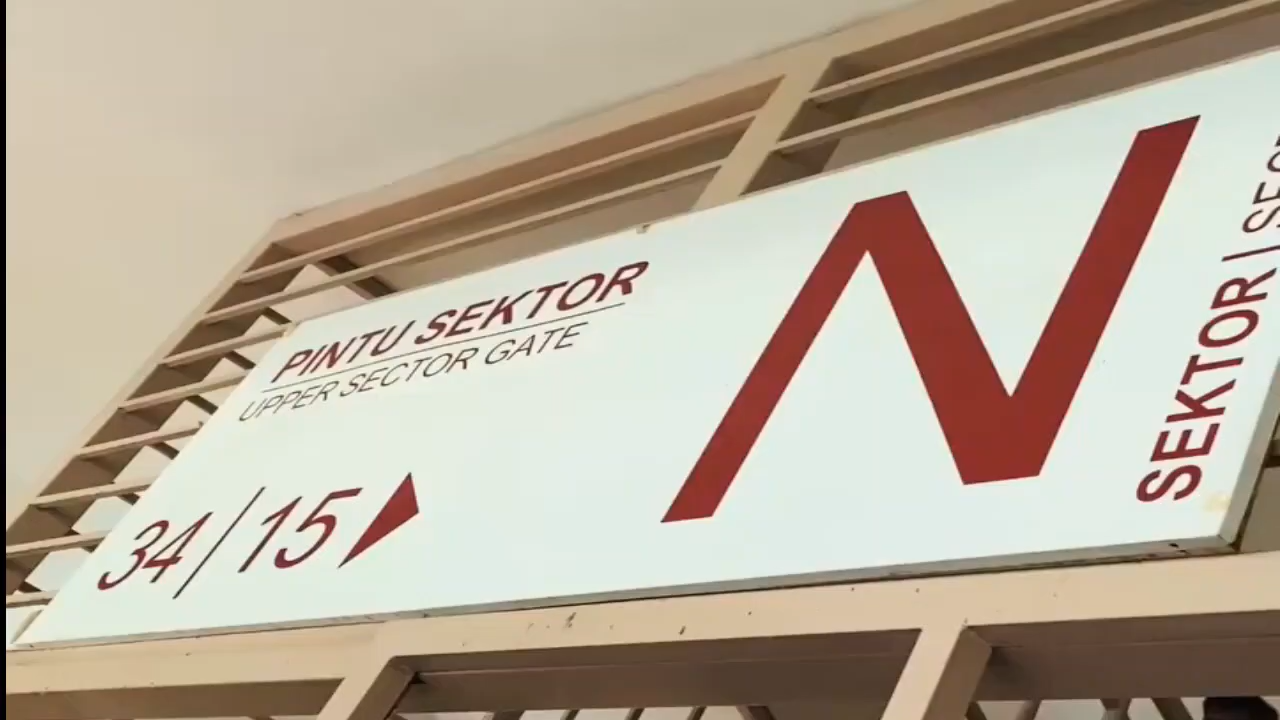 PINTU SEKTOR
UPPER SECTOR GATE
34/15
N
SEKTOR |